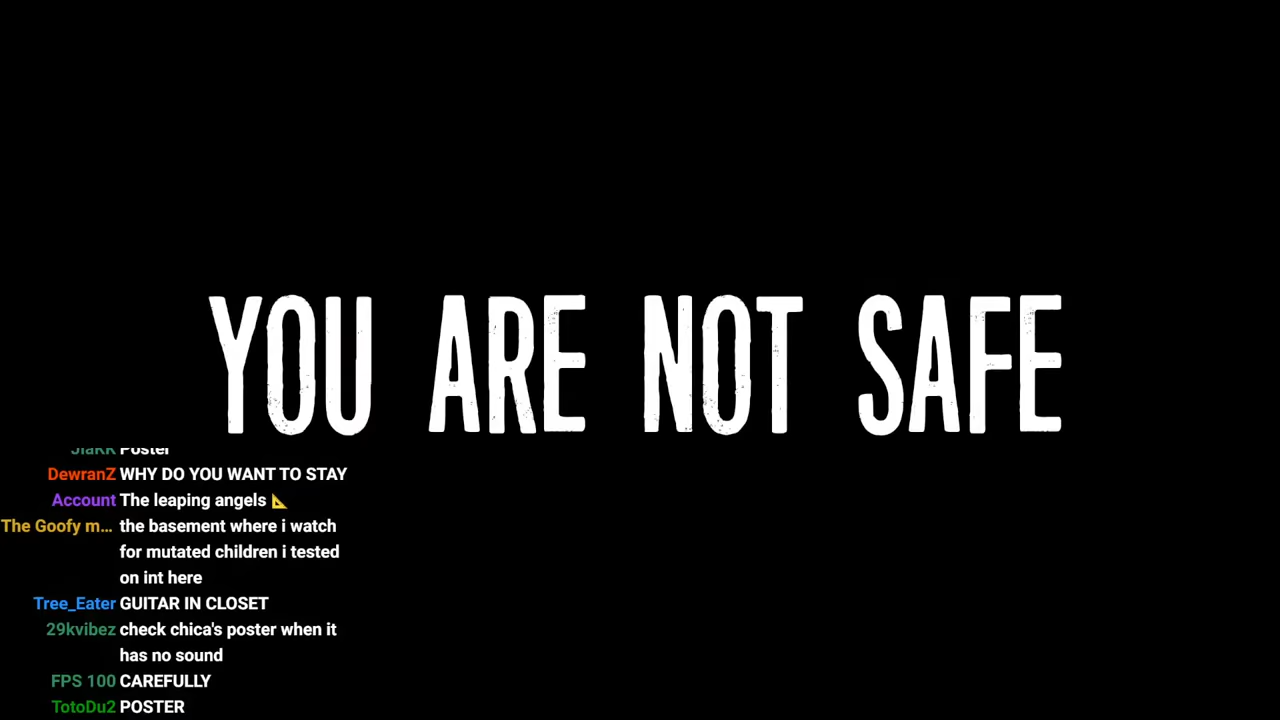 YOU ARE NOT SAFE
JiaKK Poster
DewranZ WHY DO YOU WANT TO STAY
Account The leaping angels 📐
The Goofy m... the basement where i watch
for mutated children i tested
on int here
Tree_Eater GUITAR IN CLOSET
29kvibez check chica's poster when it
has no sound
FPS 100 CAREFULLY
TotoDu2 POSTER